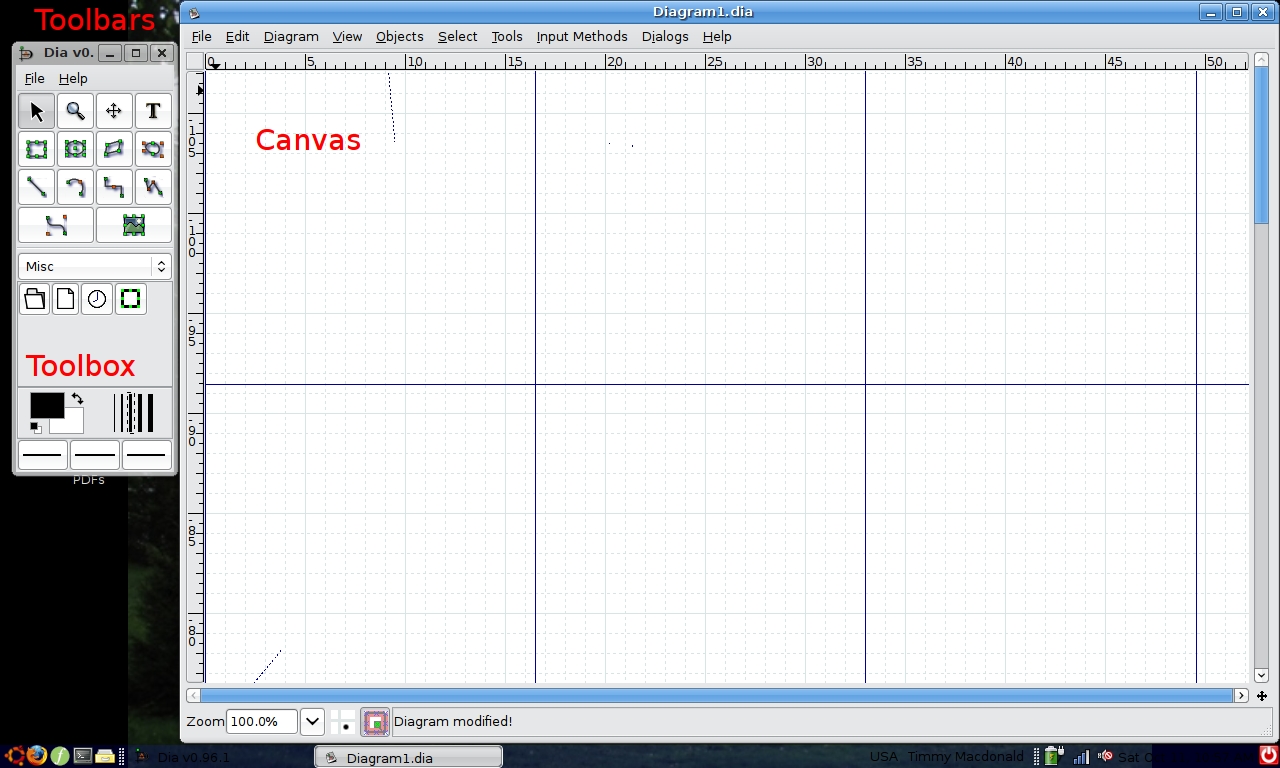 Toolbars
Diagram1.dia
Dia v0.
File Edit Diagram View Objects Select Tools Input Methods Dialogs Help
File Help
0 5 10 15 20 25 30 35 40 45 50
T
Canvas
-105
-100
-95
-90
-85
-80
Misc
Toolbox
PDFs
Zoom 100.0% Diagram modified!
Dia v0.96.1
Diagram1.dia
USA Timmy Macdonald
Sat